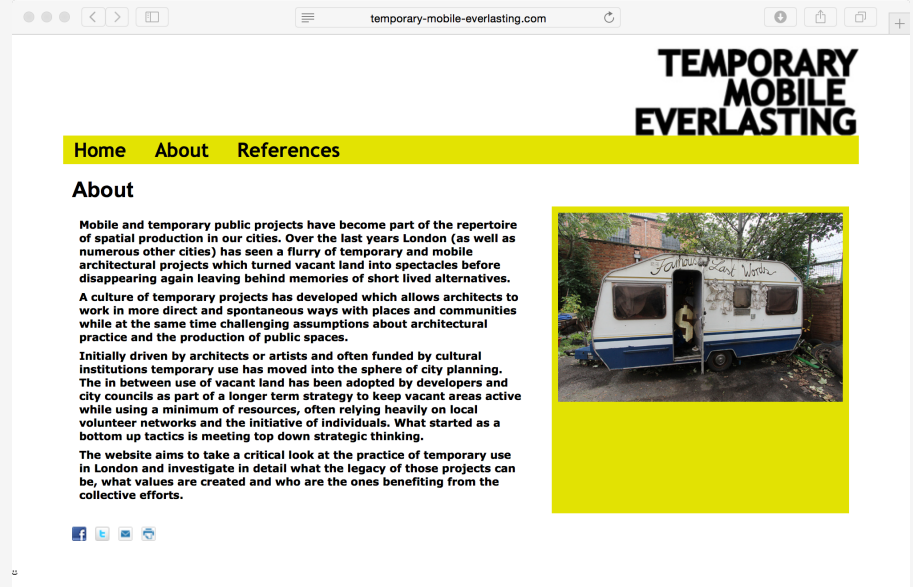 temporary-mobile-everlasting.com
TEMPORARY
MOBILE
EVERLASTING
Home About References
About
Mobile and temporary public projects have become part of the repertoire
of spatial production in our cities. Over the last years London (as well as
numerous other cities) has seen a flurry of temporary and mobile
architectural projects which turned vacant land into spectacles before
disappearing again leaving behind memories of short lived alternatives.
A culture of temporary projects has developed which allows architects to
work in more direct and spontaneous ways with places and communities
while at the same time challenging assumptions about architectural
practice and the production of public spaces.
Initially driven by architects or artists and often funded by cultural
institutions temporary use has moved into the sphere of city planning.
The in between use of vacant land has been adopted by developers and
city councils as part of a longer term strategy to keep vacant areas active
while using a minimum of resources, often relying heavily on local
volunteer networks and the initiative of individuals. What started as a
bottom up tactics is meeting top down strategic thinking.
The website aims to take a critical look at the practice of temporary use
in London and investigate in detail what the legacy of those projects can
be, what values are created and who are the ones benefiting from the
collective efforts.
Famous Last Words
$